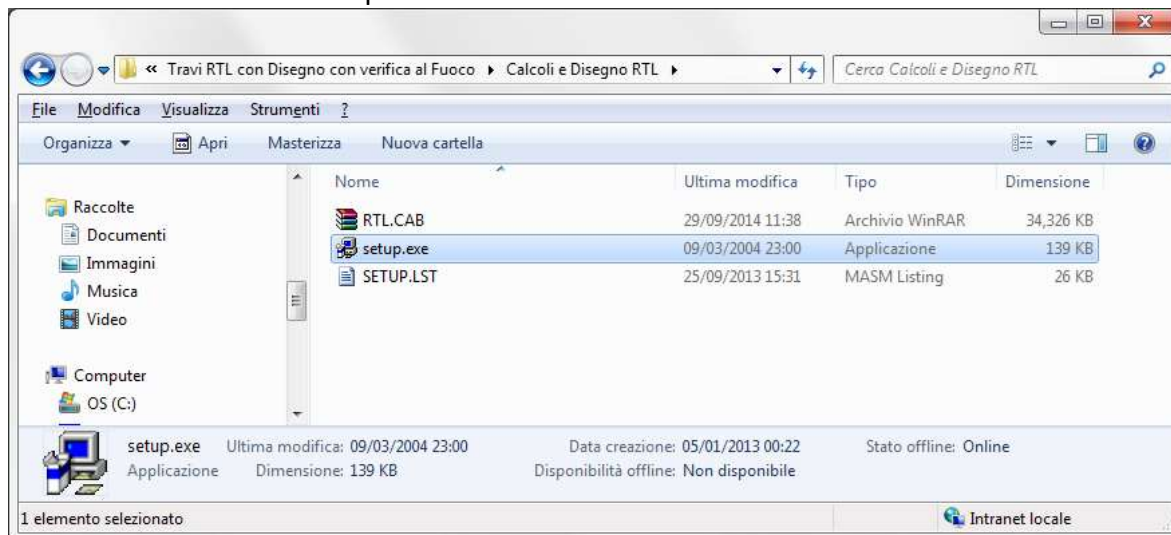 « Travi RTL con Disegno con verifica al Fuoco Calcoli e Disegno RTL Cerca Calcoli e Disegno RTL
File Modifica Visualizza Strumenti ?
Organizza Apri Masterizza Nuova cartella
Nome Ultima modifica Tipo Dimensione
Raccolte
RTL.CAB 29/09/2014 11:38 Archivio WinRAR 34,326 KB
Documenti
setup.exe 09/03/2004 23:00 Applicazione 139 KB
Immagini
SETUP.LST 25/09/2013 15:31 MASM Listing 26 KB
Musica
Video
Computer
OS (C:)
setup.exe Ultima modifica: 09/03/2004 23:00 Data creazione: 05/01/2013 00:22 Stato offline: Online
Applicazione Dimensione: 139 KB Disponibilità offline: Non disponibile
1 elemento selezionato Intranet locale